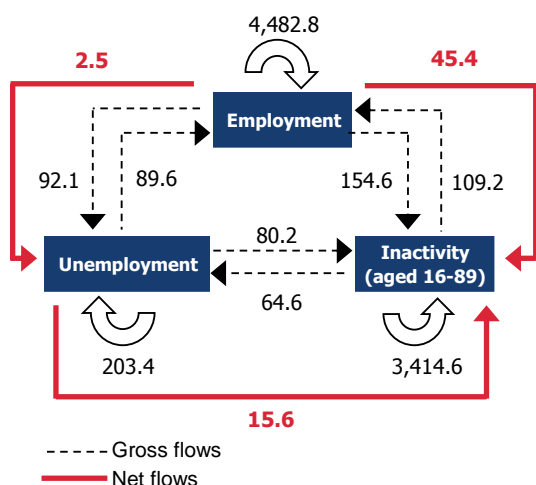 4,482.8
2.5
45.4
Employment
92.1
89.6
154.6
109.2
Unemployment
80.2
Inactivity
(aged 16-89)
64.6
203.4
3,414.6
15.6
Gross flows
Net flows